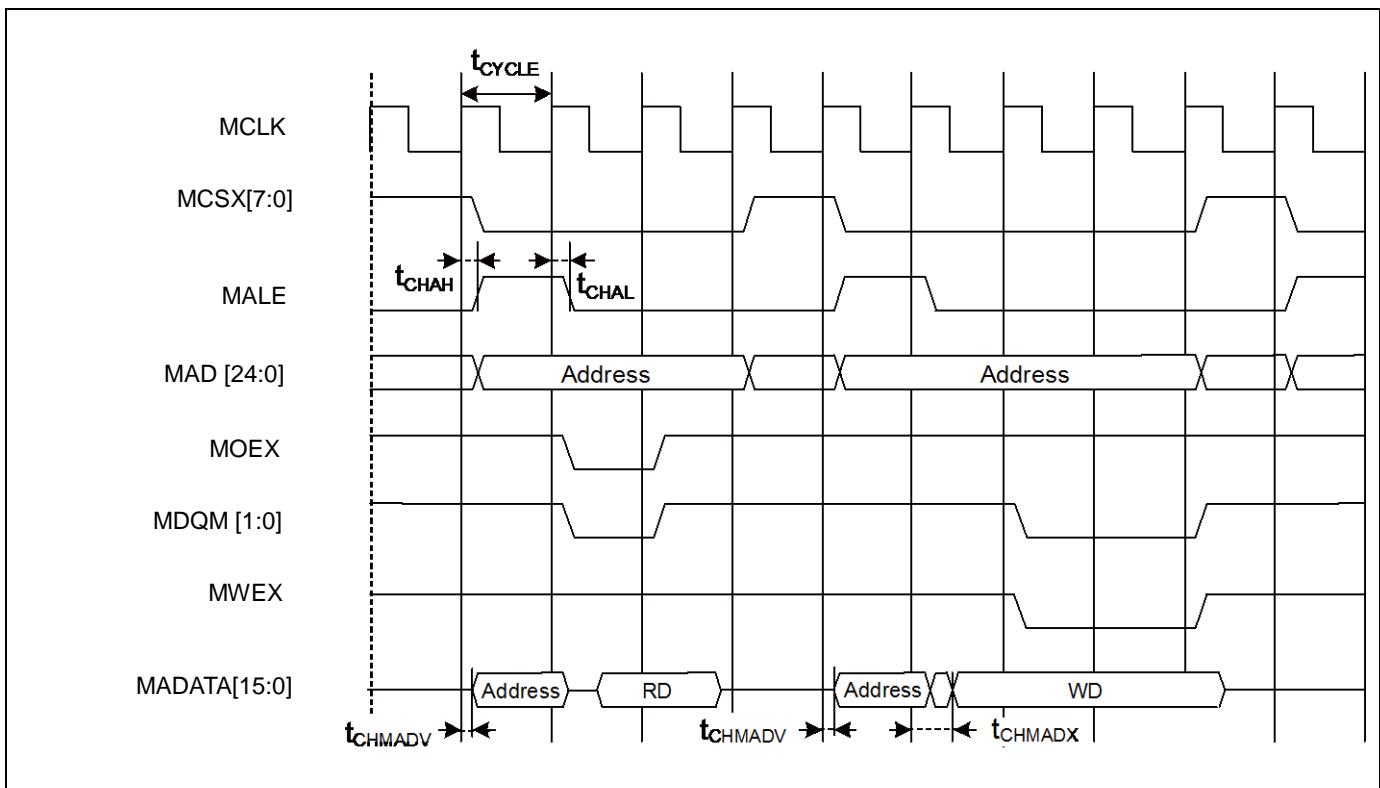 tCYCLE
MCLK
MCSX[7:0]
tCHAH
tCHAL
MALE
MAD [24:0]
Address
Address
MOEX
MDQM [1:0]
MWEX
MADATA[15:0]
Address
RD
Address
WD
tCHMADV
tCHMADV
tCHMADX